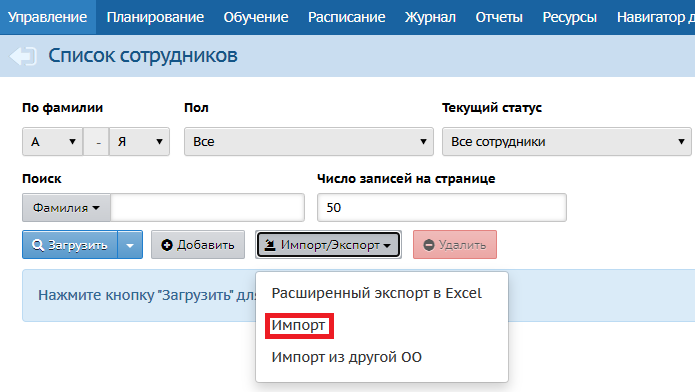 Управление Планирование Обучение Расписание Журнал Отчеты Ресурсы Навигатор д
Список сотрудников
По фамилии Пол Текущий статус
А - Я Все Все сотрудники
Поиск Число записей на странице
Фамилия 50
Загрузить Добавить Импорт/Экспорт Удалить
Нажмите кнопку "Загрузить" для
Расширенный экспорт в Excel
Импорт
Импорт из другой ОО